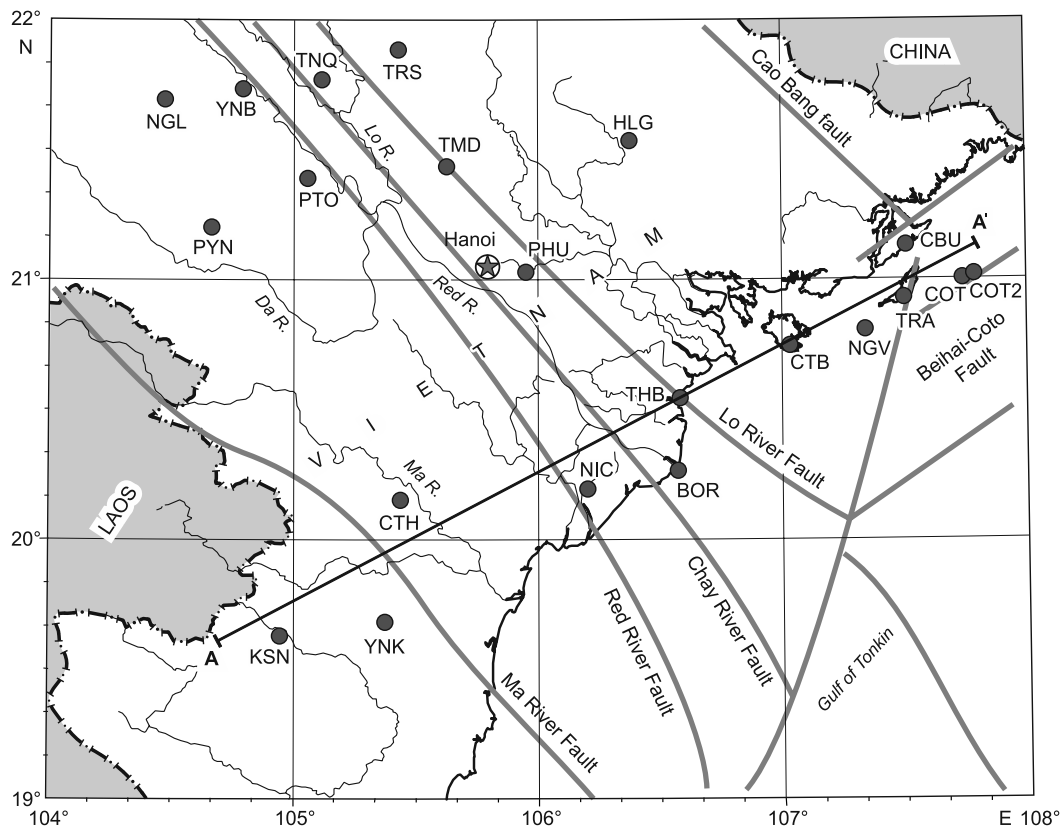 22°
N
CHINA
TNQ
TRS
Cao Bang fault
NGL
YNB
HLG
Lo R.
TMD
PTO
A'
PYN
Hanoi
PHU
CBU
21°
COT
COT2
Da R.
Red R.
TRA
NGV
Beihai-Coto
Fault
CTB
V I E T N A M
THB
Lo River Fault
NIC
BOR
Ma R.
CTH
LAOS
20°
Chay River Fault
Red River Fault
A
KSN
YNK
Gulf of Tonkin
Ma River Fault
19°
104°
105°
106°
107°
E 108°